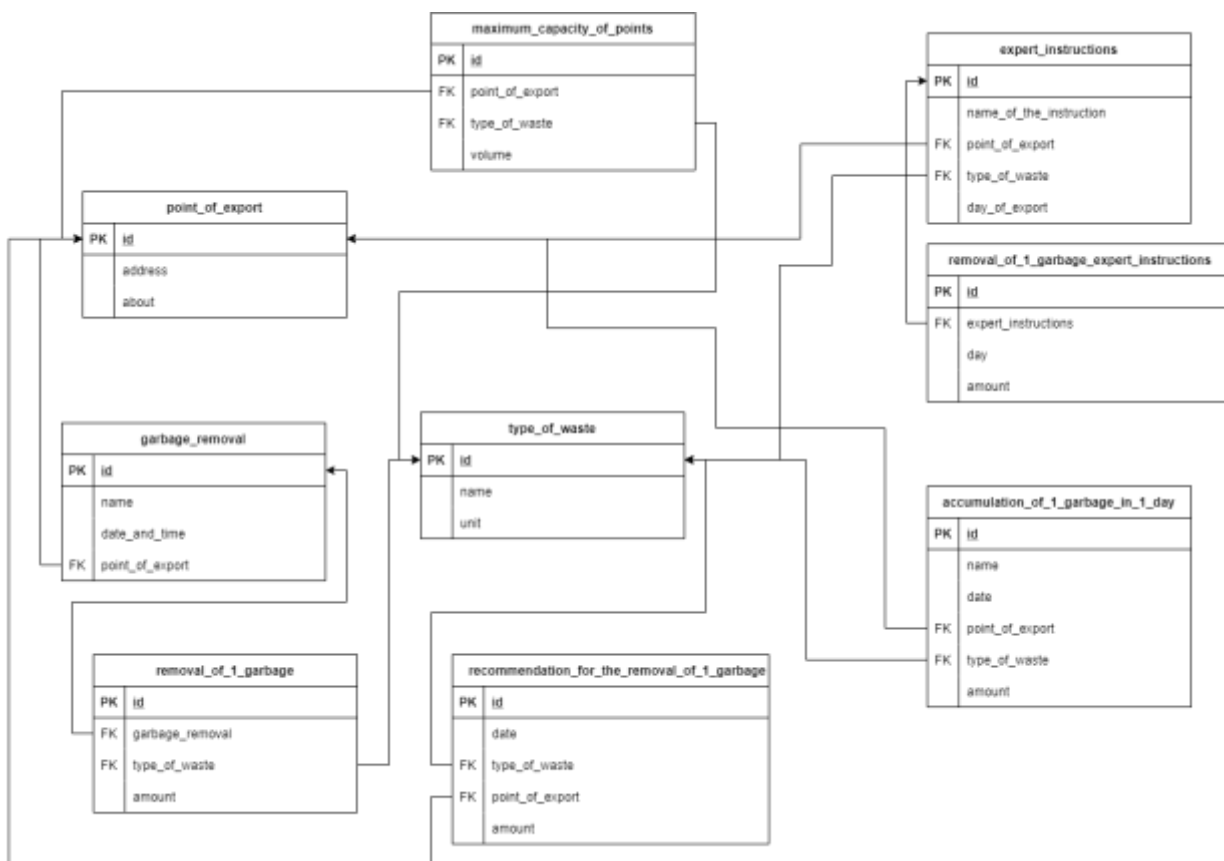 maximum_capacity_of_points
PK id
FK point_of_export
FK type_of_waste
volume
expert_instructions
PK id
name_of_the_instruction
FK point_of_export
FK type_of_waste
day_of_export
point_of_export
PK id
address
about
removal_of_1_garbage_expert_instructions
PK id
FK expert_instructions
day
amount
garbage_removal
PK id
name
date_and_time
FK point_of_export
type_of_waste
PK id
name
unit
accumulation_of_1_garbage_in_1_day
PK id
name
date
FK point_of_export
FK type_of_waste
amount
removal_of_1_garbage
PK id
FK garbage_removal
FK type_of_waste
amount
recommendation_for_the_removal_of_1_garbage
PK id
date
FK type_of_waste
FK point_of_export
amount